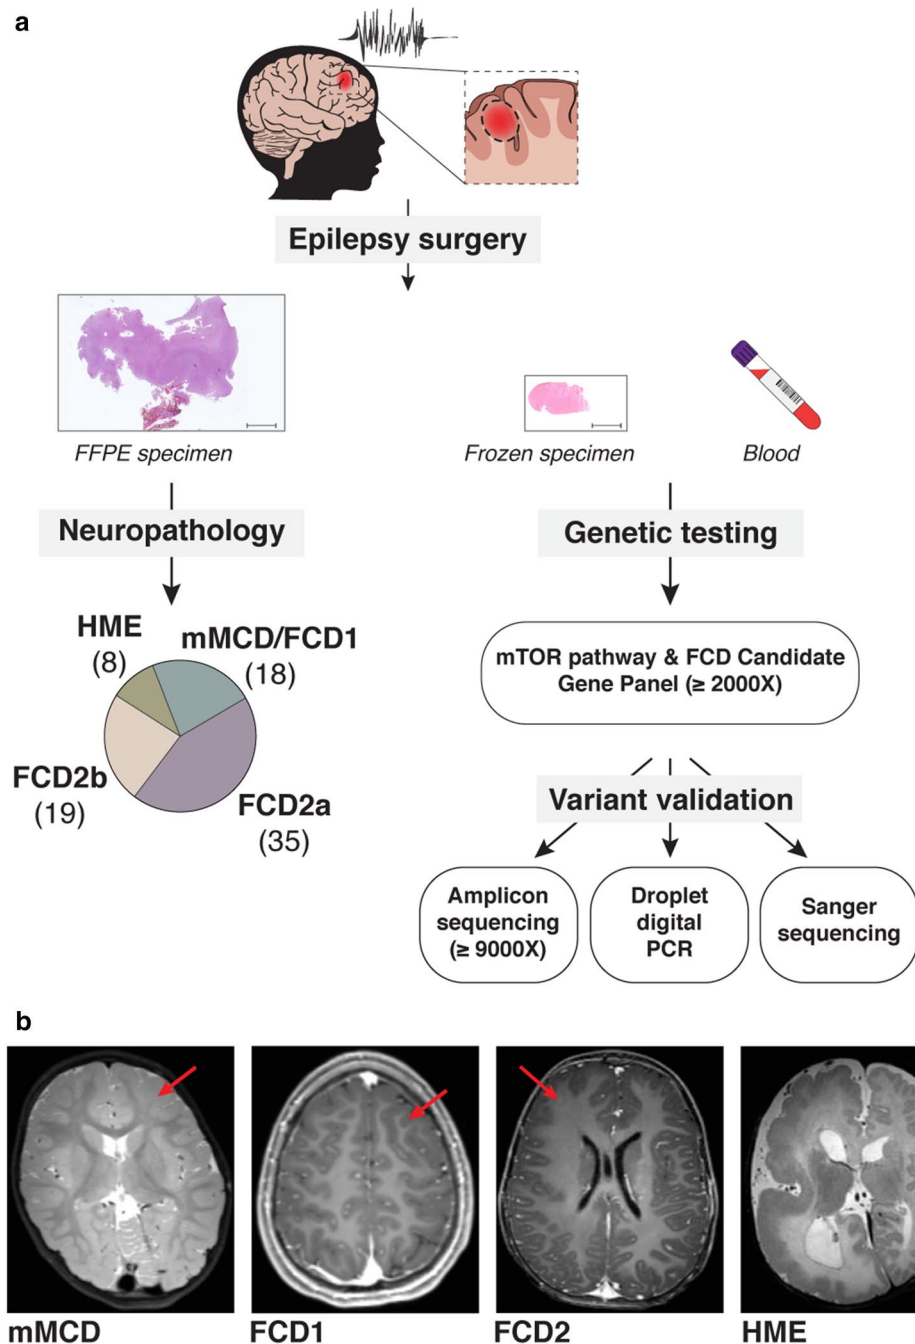 a
Epilepsy surgery
FFPE specimen
Frozen specimen
Blood
Neuropathology
Genetic testing
HME
(8)
mMCD/FCD1
(18)
FCD2b
(19)
FCD2a
(35)
mTOR pathway & FCD Candidate
Gene Panel (≥ 2000X)
Variant validation
Amplicon
sequencing
(≥ 9000X)
Droplet
digital
PCR
Sanger
sequencing
b
mMCD
FCD1
FCD2
HME